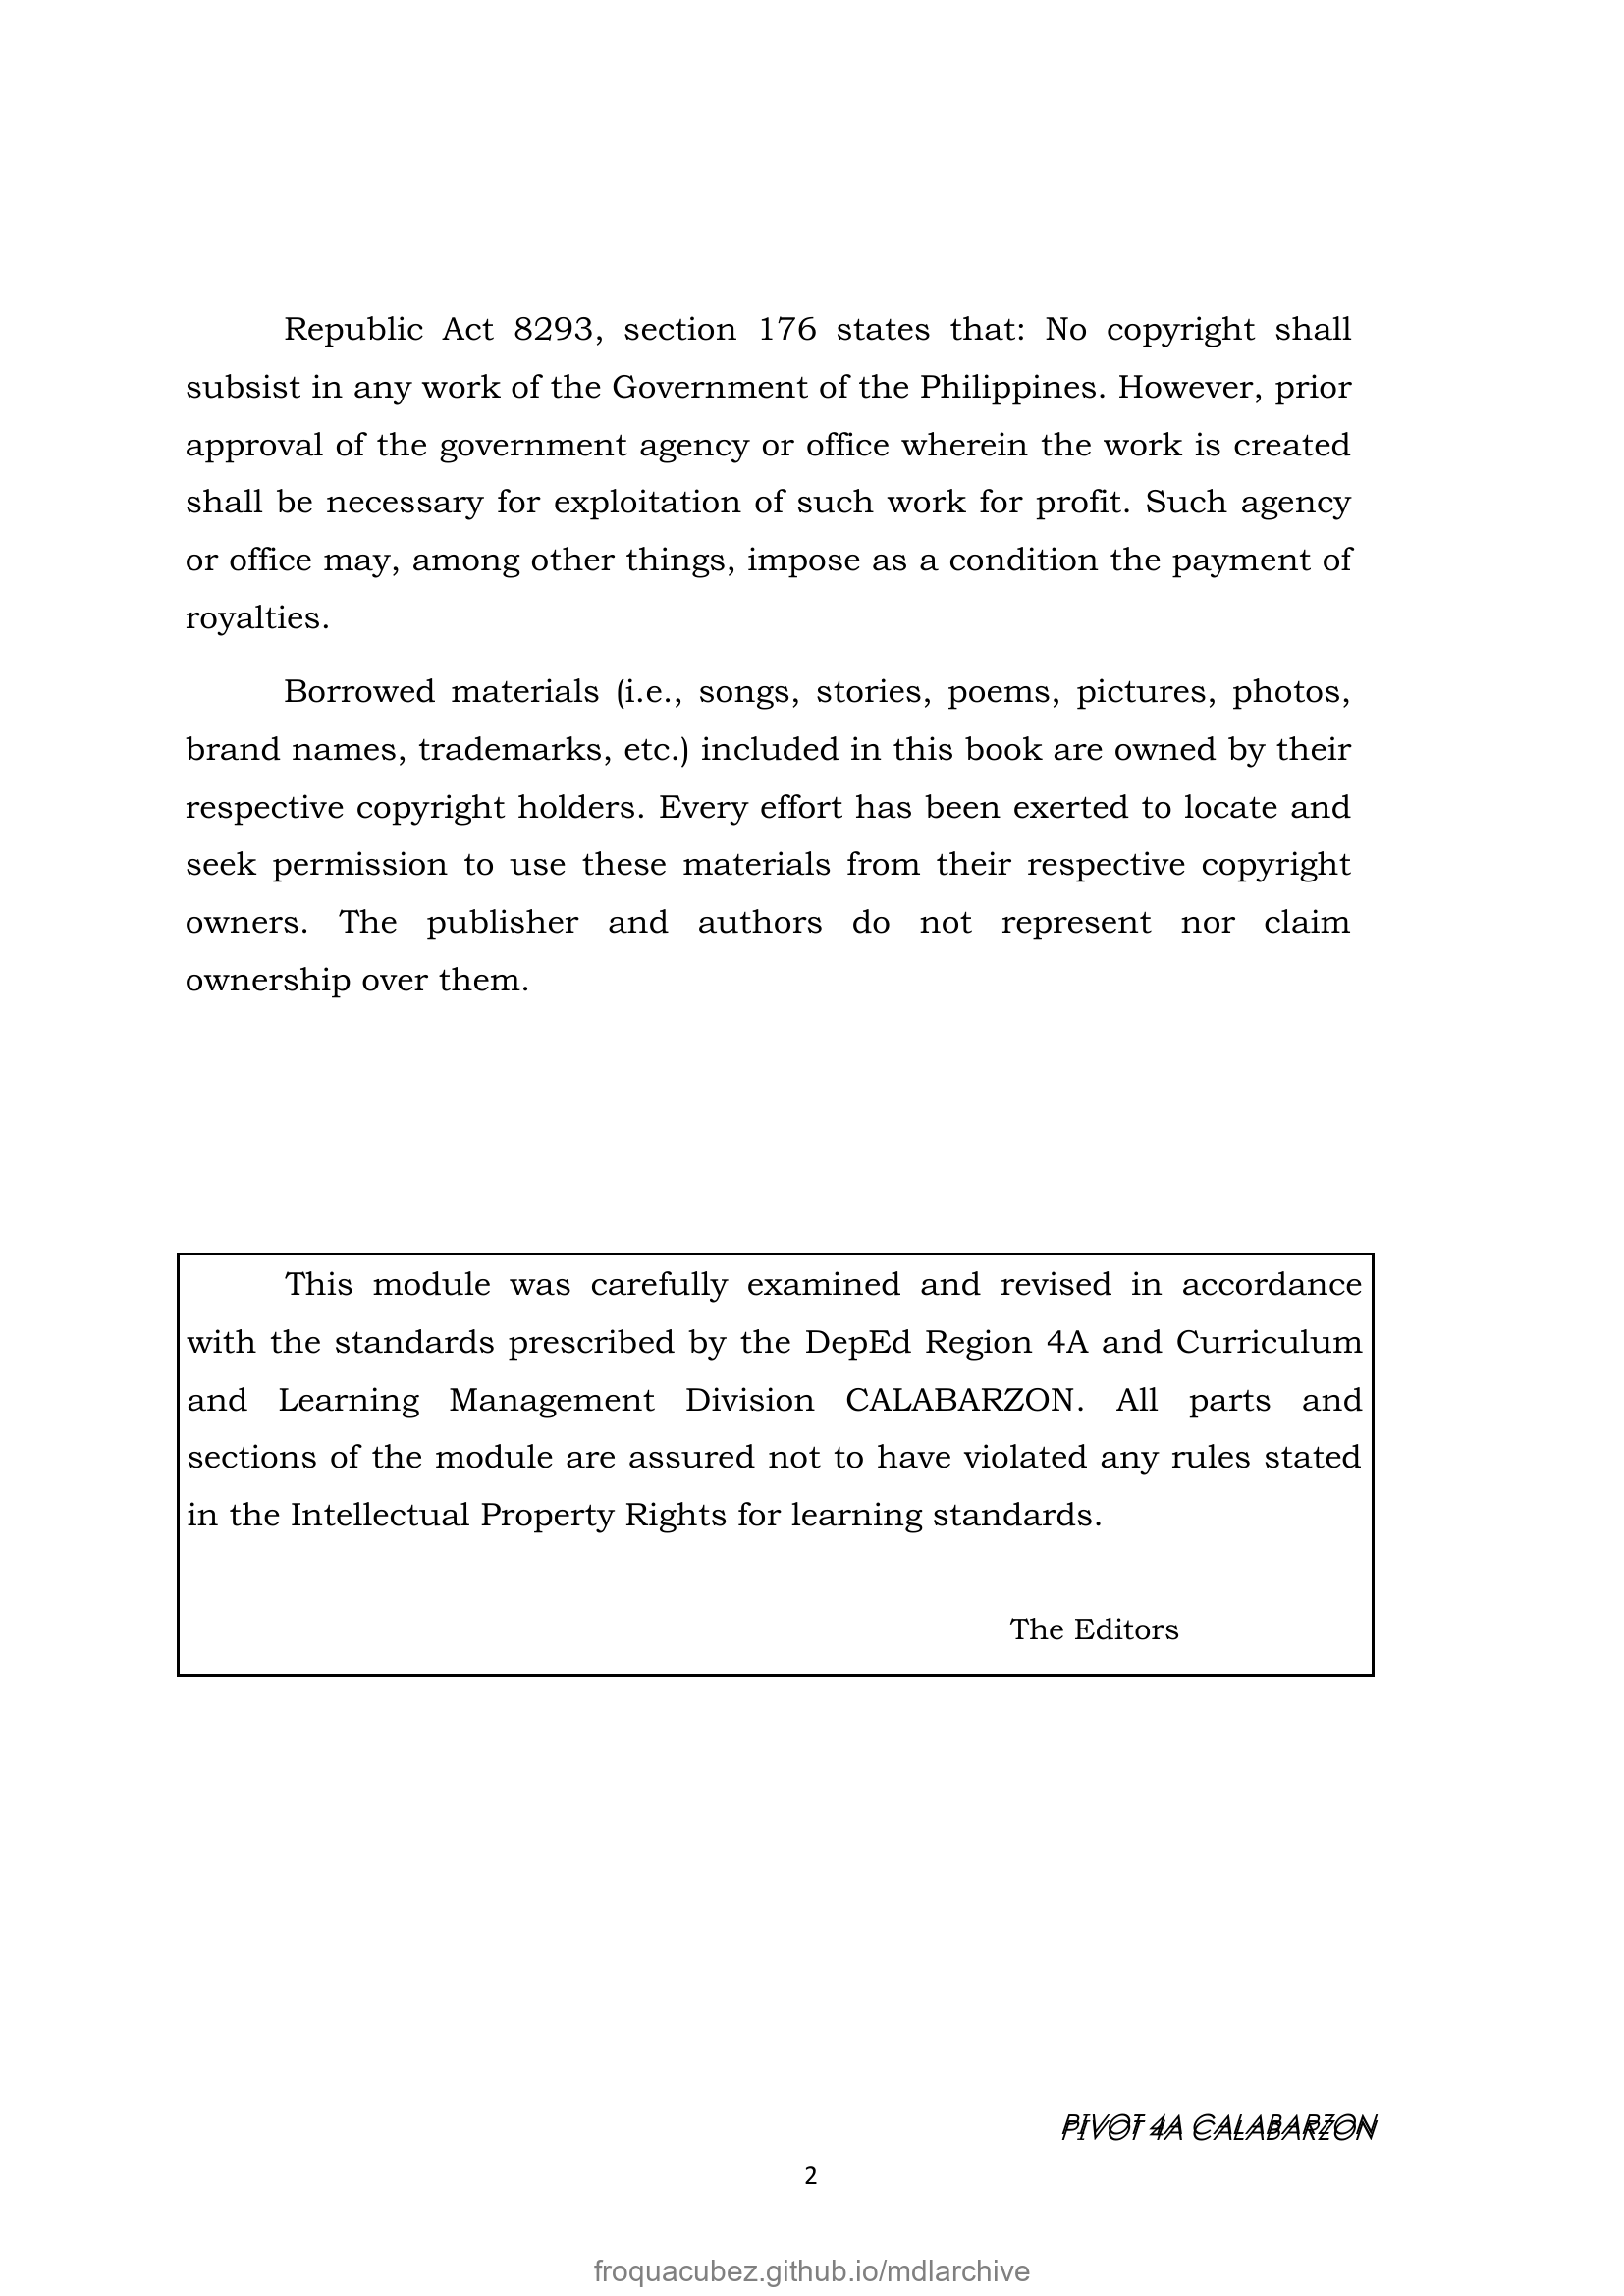 Republic Act 8293, section 176 states that: No copyright shall
subsist in any work of the Government of the Philippines. However, prior
approval of the government agency or office wherein the work is created
shall be necessary for exploitation of such work for profit. Such agency
or office may, among other things, impose as a condition the payment of
royalties.
Borrowed materials (i.e., songs, stories, poems, pictures, photos,
brand names, trademarks, etc.) included in this book are owned by their
respective copyright holders. Every effort has been exerted to locate and
seek permission to use these materials from their respective copyright
owners. The publisher and authors do not represent nor claim
ownership over them.
This module was carefully examined and revised in accordance
with the standards prescribed by the DepEd Region 4A and Curriculum
and Learning Management Division CALABARZON. All parts and
sections of the module are assured not to have violated any rules stated
in the Intellectual Property Rights for learning standards.
The Editors
PIVOT 4A CALABARZON
2
froquacubez.github.io/mdlarchive